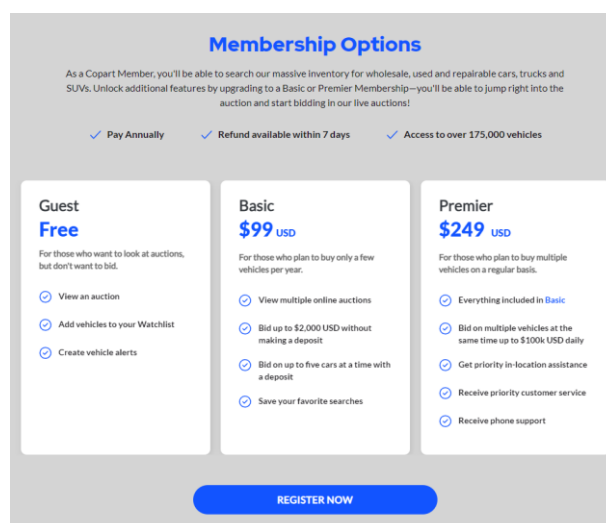 Membership Options
As a Copart Member, you'll be able to search our massive inventory for wholesale, used and repairable cars, trucks and
SUVs. Unlock additional features by upgrading to a Basic or Premier Membership—you'll be able to jump right into the
auction and start bidding in our live auctions!
Pay Annually
Refund available within 7 days
Access to over 175,000 vehicles
Guest
Free
For those who want to look at auctions,
but don't want to bid.
View an auction
Add vehicles to your Watchlist
Create vehicle alerts
Basic
$99 USD
For those who plan to buy only a few
vehicles per year.
View multiple online auctions
Bid up to $2,000 USD without
making a deposit
Bid on up to five cars at a time with
a deposit
Save your favorite searches
Premier
$249 USD
For those who plan to buy multiple
vehicles on a regular basis.
Everything included in Basic
Bid on multiple vehicles at the
same time up to $100k USD daily
Get priority in-location assistance
Receive priority customer service
Receive phone support
REGISTER NOW